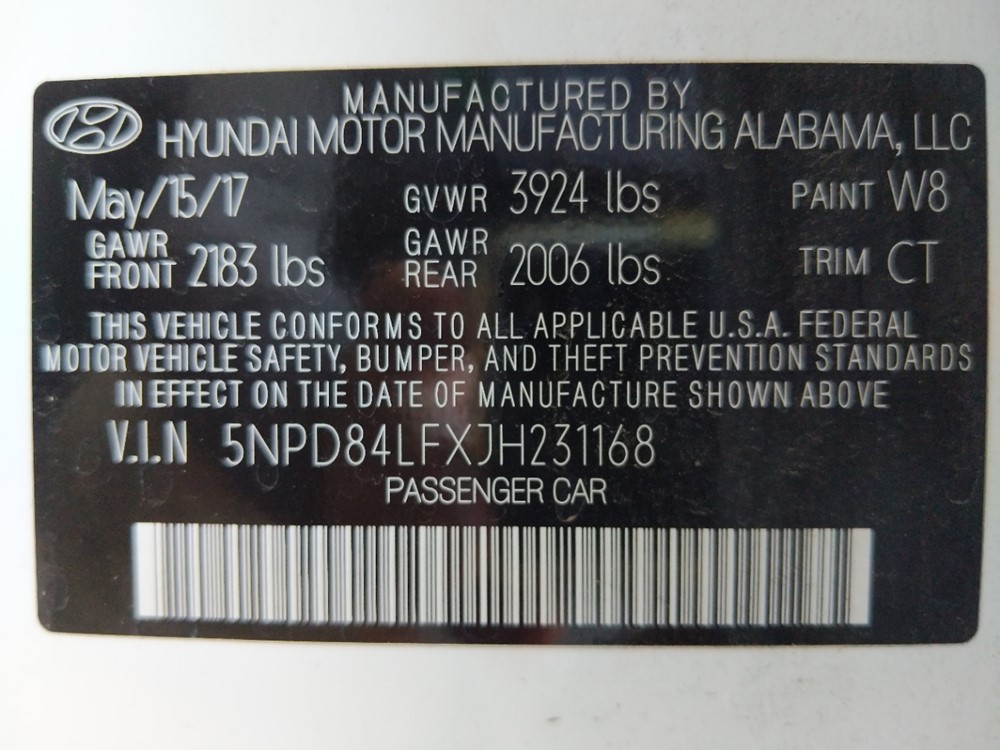 MANUFACTURED BY
HYUNDAI MOTOR MANUFACTURING ALABAMA, LLC
May/15/17 GVWR 3924 lbs PAINT W8
GAWR FRONT 2183 lbs GAWR REAR 2006 lbs TRIM CT
THIS VEHICLE CONFORMS TO ALL APPLICABLE U.S.A. FEDERAL
MOTOR VEHICLE SAFETY, BUMPER, AND THEFT PREVENTION STANDARDS
IN EFFECT ON THE DATE OF MANUFACTURE SHOWN ABOVE
V.I.N 5NPD84LFXJH231168
PASSENGER CAR